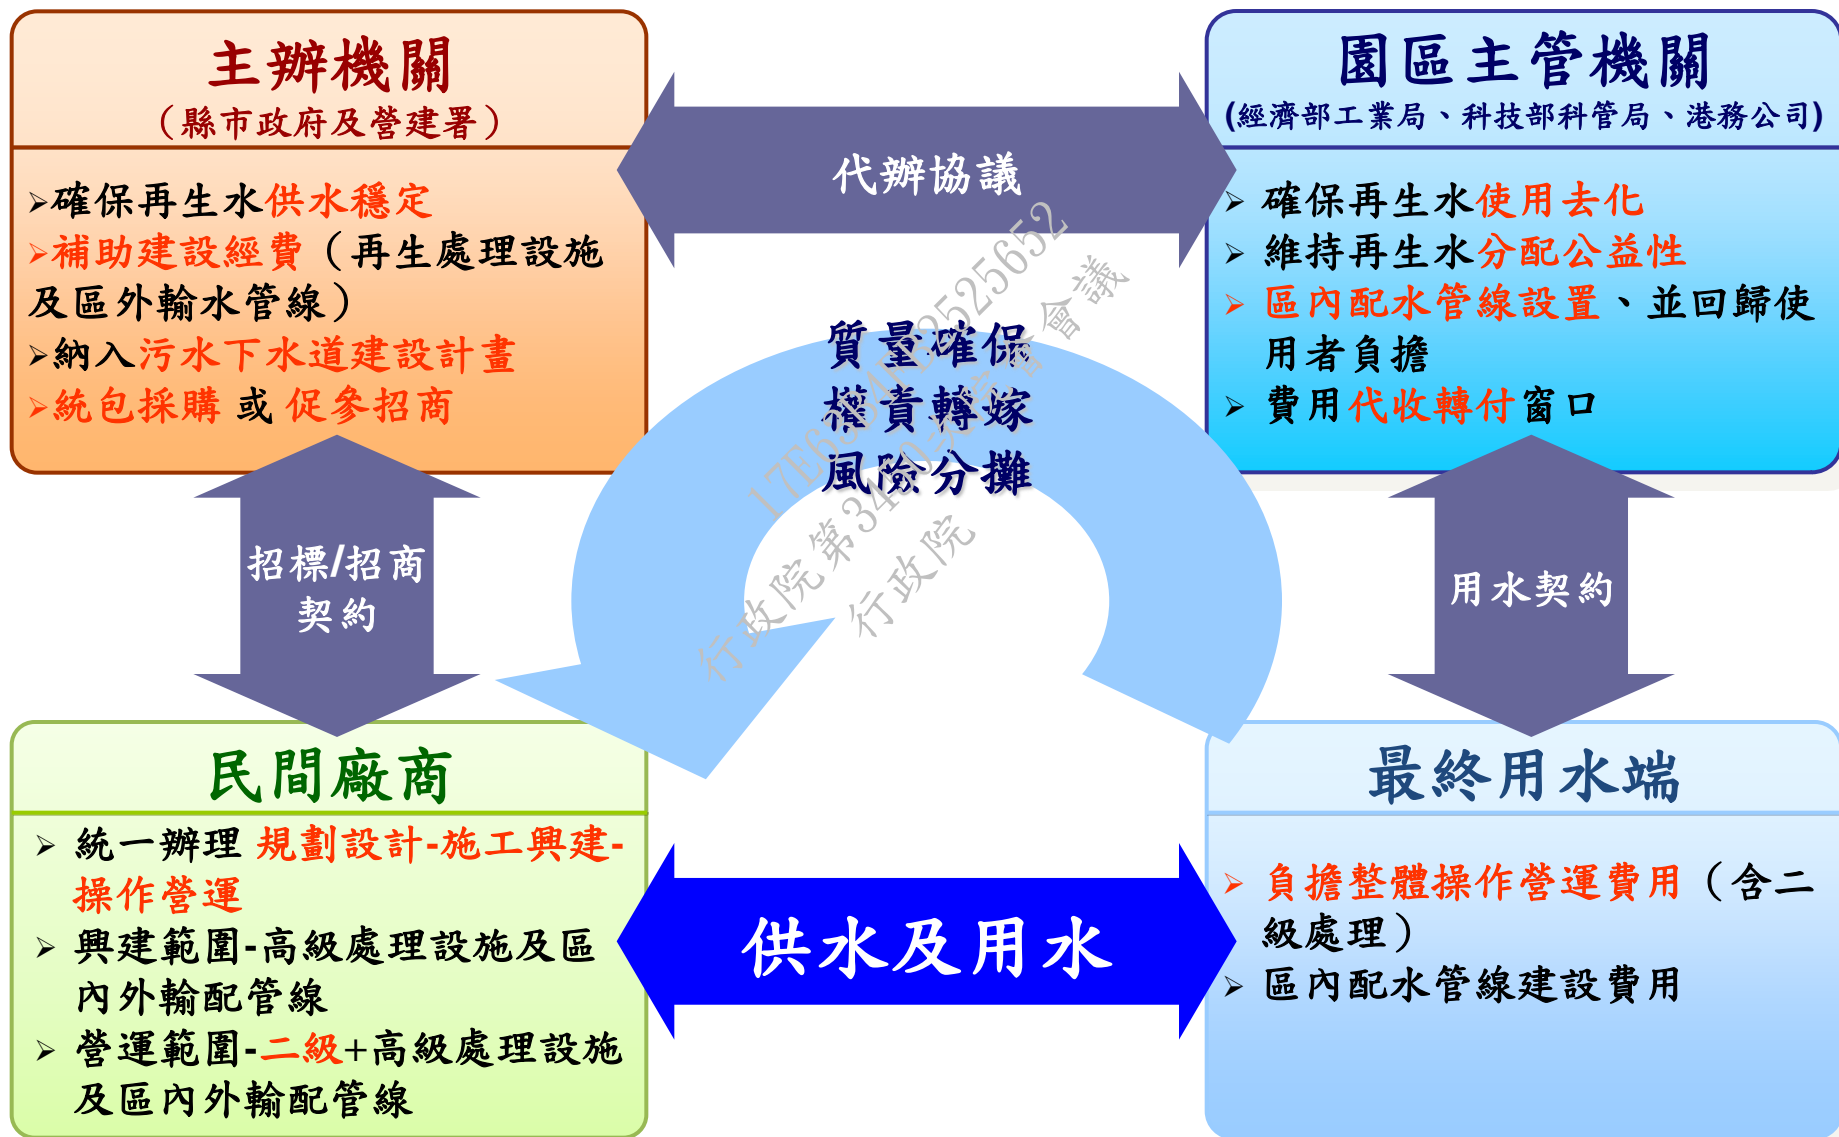 主辦機關
（縣市政府及營建署）
➢確保再生水供水穩定
➢補助建設經費（再生處理設施
及區外輸水管線）
➢納入污水下水道建設計畫
➢統包採購 或 促參招商
代辦協議
園區主管機關
(經濟部工業局、科技部科管局、港務公司)
➢ 確保再生水使用去化
➢ 維持再生水分配公益性
➢ 區內配水管線設置、並回歸使
用者負擔
➢ 費用代收轉付窗口
質量確保
權責轉嫁
風險分攤
行政院
招標/招商
契約
用水契約
民間廠商
➢ 統一辦理 規劃設計-施工興建-
操作營運
➢ 興建範圍-高級處理設施及區
內外輸配管線
➢ 營運範圍-二級+高級處理設施
及區內外輸配管線
供水及用水
最終用水端
➢ 負擔整體操作營運費用（含二
級處理）
➢ 區內配水管線建設費用